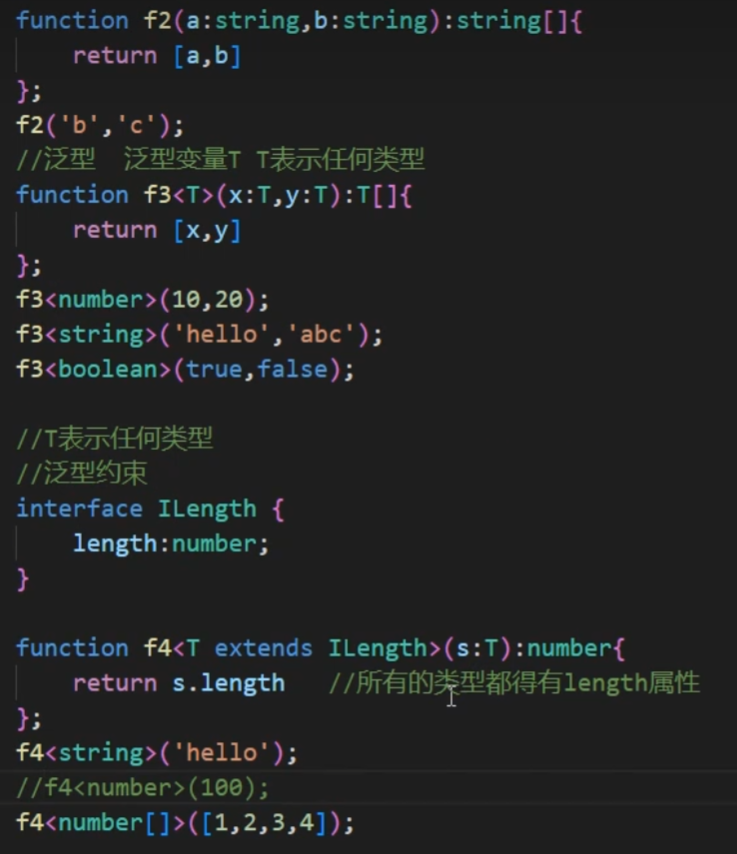 function f2(a:string,b:string):string[]{
    return [a,b]
};
f2('b','c');
//泛型  泛型变量T T表示任何类型
function f3<T>(x:T,y:T):T[]{
    return [x,y]
};
f3<number>(10,20);
f3<string>('hello','abc');
f3<boolean>(true,false);

//T表示任何类型
//泛型约束
interface ILength {
    length:number;
}

function f4<T extends ILength>(s:T):number{
    return s.length   //所有的类型都得有length属性
};
f4<string>('hello');
//f4<number>(100);
f4<number[]>([1,2,3,4]);